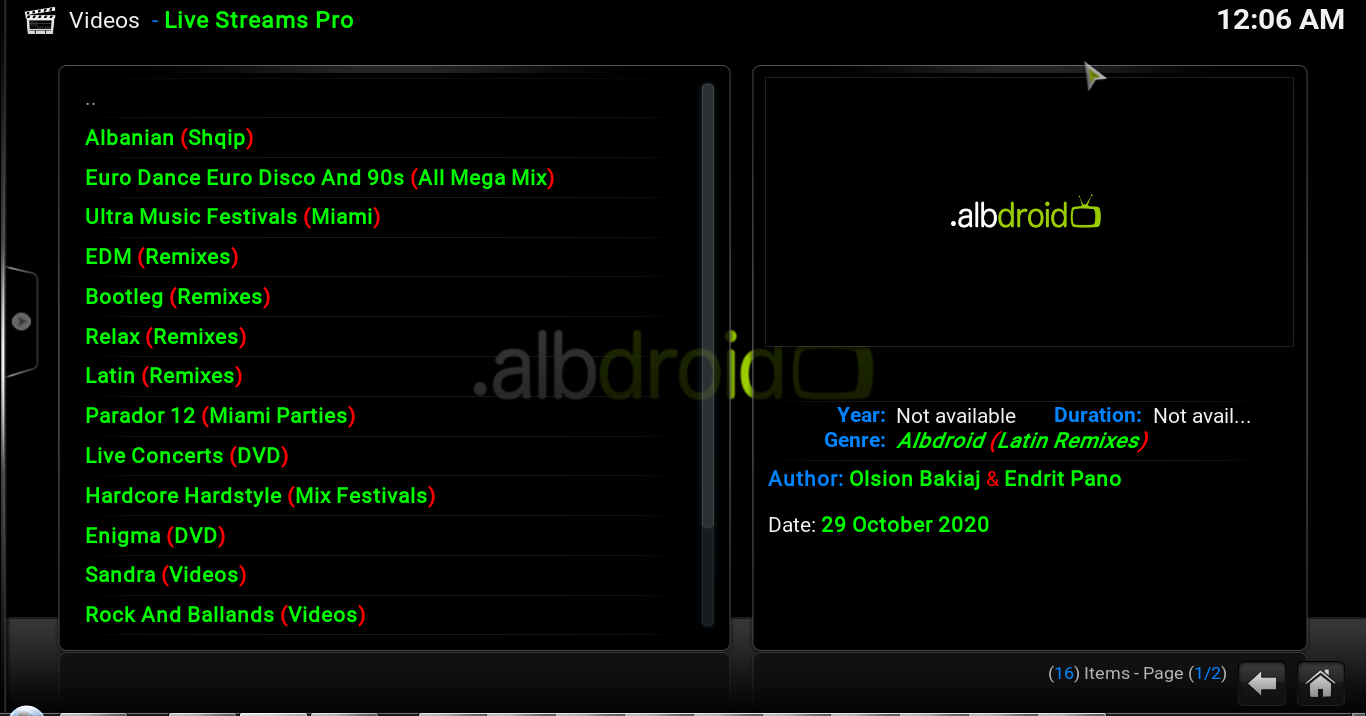 Videos - Live Streams Pro
12:06 AM
..
Albanian (Shqip)
Euro Dance Euro Disco And 90s (All Mega Mix)
Ultra Music Festivals (Miami)
EDM (Remixes)
Bootleg (Remixes)
Relax (Remixes)
Latin (Remixes)
Parador 12 (Miami Parties)
Live Concerts (DVD)
Hardcore Hardstyle (Mix Festivals)
Enigma (DVD)
Sandra (Videos)
Rock And Ballands (Videos)
.albdroid
.albdroid
Year: Not available Duration: Not avail...
Genre: Albdroid (Latin Remixes)
Author: Olsion Bakiaj & Endrit Pano
Date: 29 October 2020
(16) Items - Page (1/2)